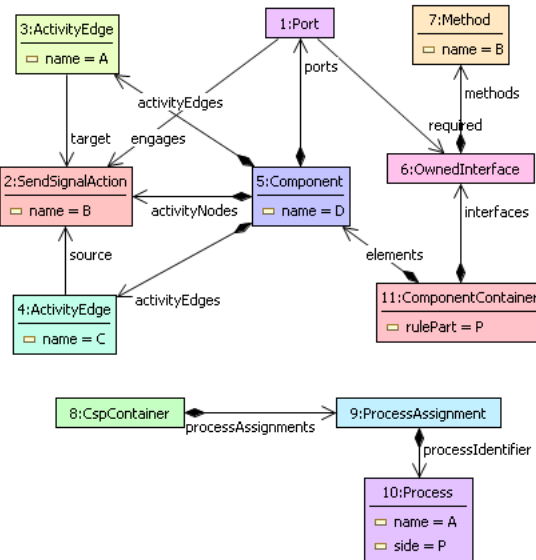 3:ActivityEdge
name = A
1:Port
7:Method
name = B
ports
methods
activityEdges
target
engages
required
2:SendSignalAction
name = B
activityNodes
5:Component
name = D
6:OwnedInterface
interfaces
source
elements
activityEdges
4:ActivityEdge
name = C
11:ComponentContainer
rulePart = P
8:CspContainer
processAssignments
9:ProcessAssignment
processIdentifier
10:Process
name = A
side = P